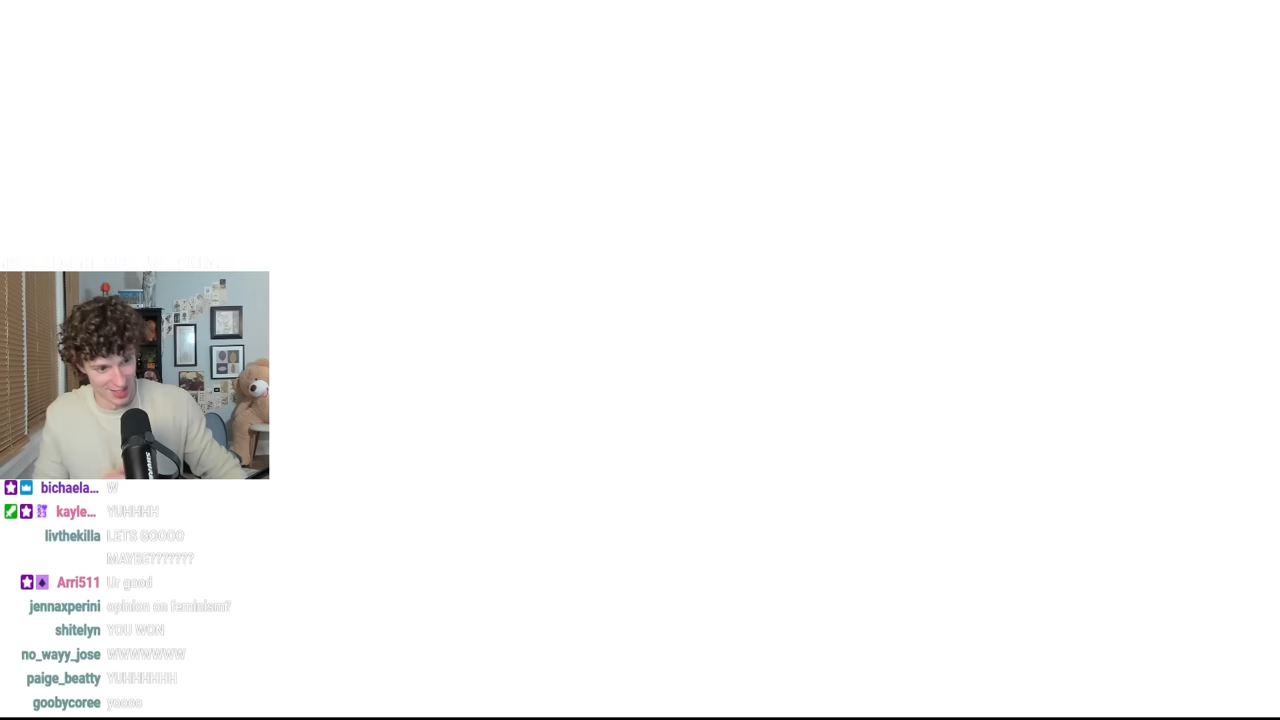 bichaela... W
kayle... YUHHHH
livthekilla LETS GOOOO
MAYBE???????
Arri511 Ur good
jennaxperini opinion on feminism?
shitelyn YOU WON
no_wayy_jose WWWWWWW
paige_beatty YUHHHHHH
goobycoree yoooo